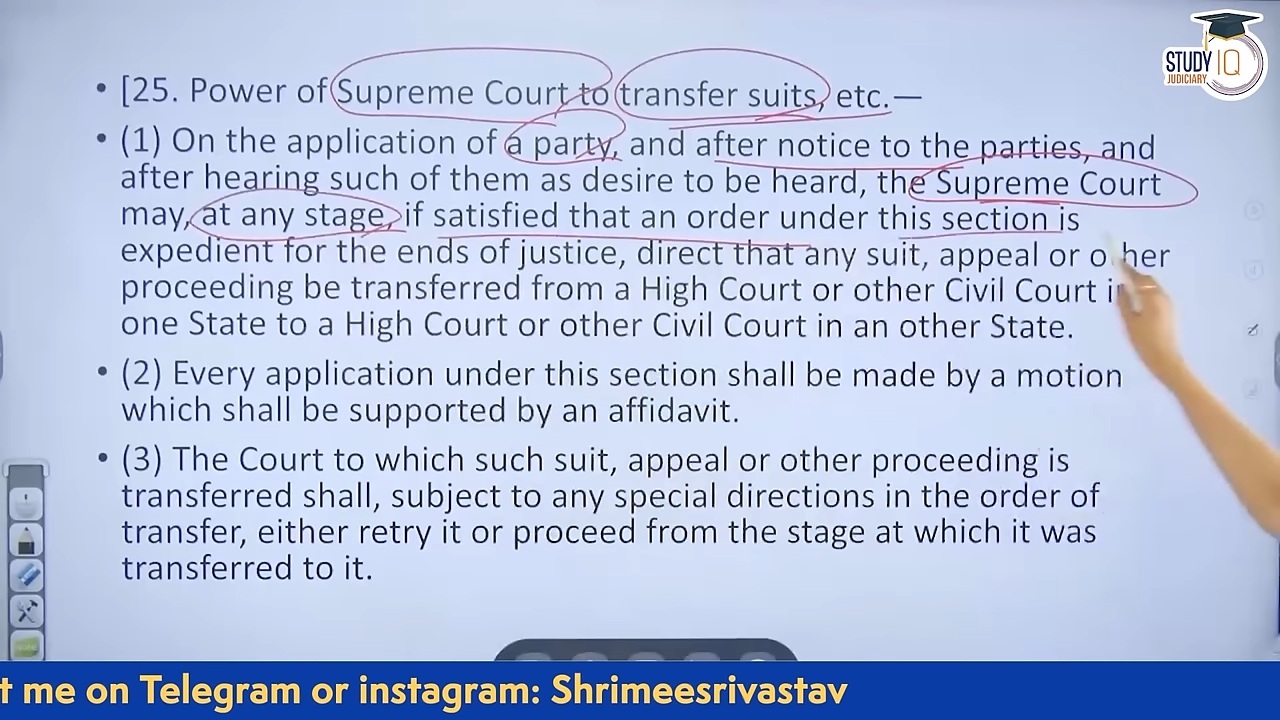 STUDY IQ
JUDICIARY
• [25. Power of Supreme Court to transfer suits, etc.—
• (1) On the application of a party, and after notice to the parties, and
after hearing such of them as desire to be heard, the Supreme Court
may, at any stage, if satisfied that an order under this section is
expedient for the ends of justice, direct that any suit, appeal or other
proceeding be transferred from a High Court or other Civil Court in
one State to a High Court or other Civil Court in an other State.
• (2) Every application under this section shall be made by a motion
which shall be supported by an affidavit.
• (3) The Court to which such suit, appeal or other proceeding is
transferred shall, subject to any special directions in the order of
transfer, either retry it or proceed from the stage at which it was
transferred to it.
t me on Telegram or instagram: Shrimeesrivastav